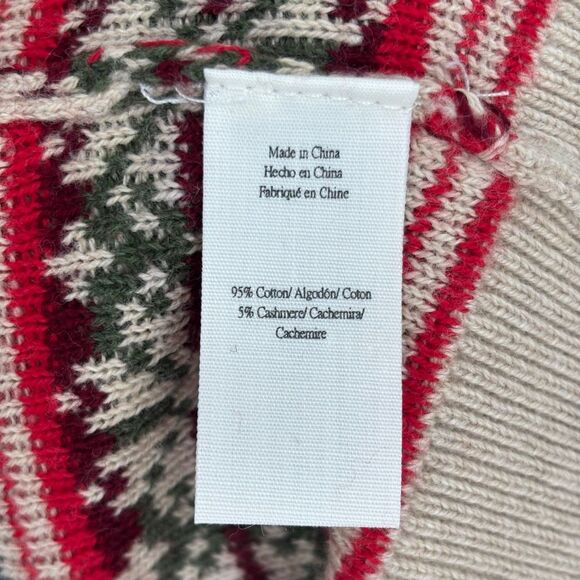 Made in China
Hecho en China
Fabriqué en Chine
95% Cotton/ Algodón/ Coton
5% Cashmere/ Cachemira/
Cachemire